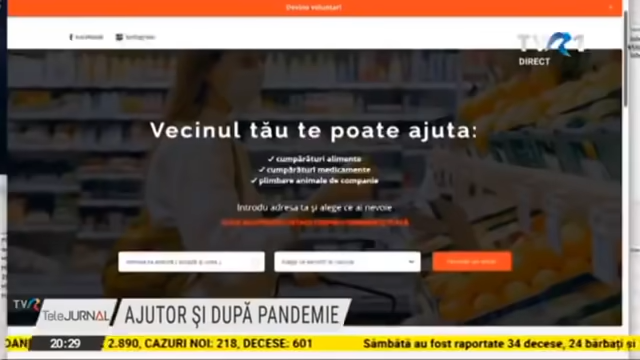 Devino voluntar!
TVR1
DIRECT
Vecinul tău te poate ajuta:
✓ cumpărături alimente
✓ cumpărături medicamente
✓ plimbare animale de companie
Introdu adresa ta și alege ce ai nevoie
TVR
TeleJURNAL
AJUTOR ŞI DUPĂ PANDEMIE
20:29
2.890, CAZURI NOI: 218, DECESE: 601
Sâmbătă au fost raportate 34 decese, 24 bărbați și